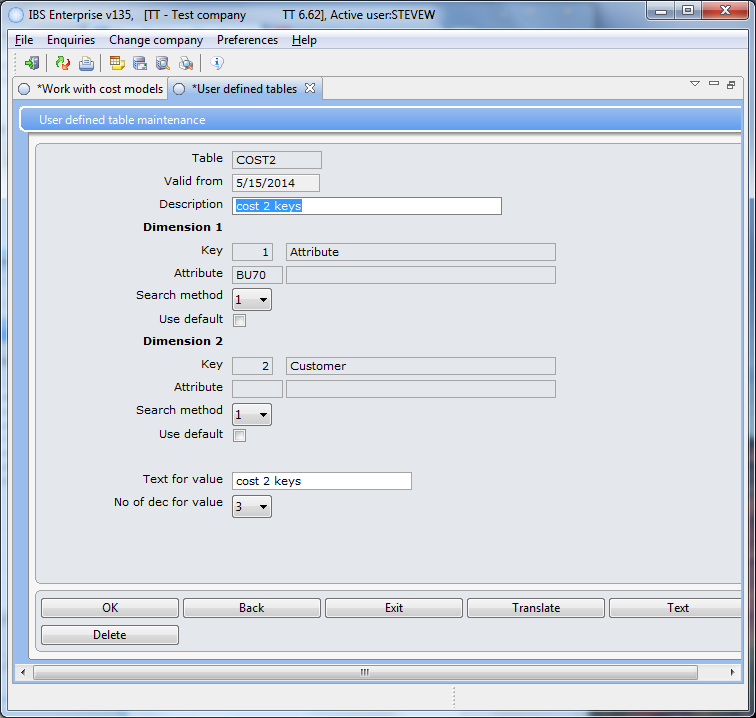 IBS Enterprise v135, [TT - Test company TT 6.62], Active user:STEVEW
File Enquiries Change company Preferences Help
*Work with cost models *User defined tables
User defined table maintenance
Table COST2
Valid from 5/15/2014
Description cost 2 keys
Dimension 1
Key 1 Attribute
Attribute BU70
Search method 1
Use default
Dimension 2
Key 2 Customer
Attribute
Search method 1
Use default
Text for value cost 2 keys
No of dec for value 3
OK Back Exit Translate Text
Delete